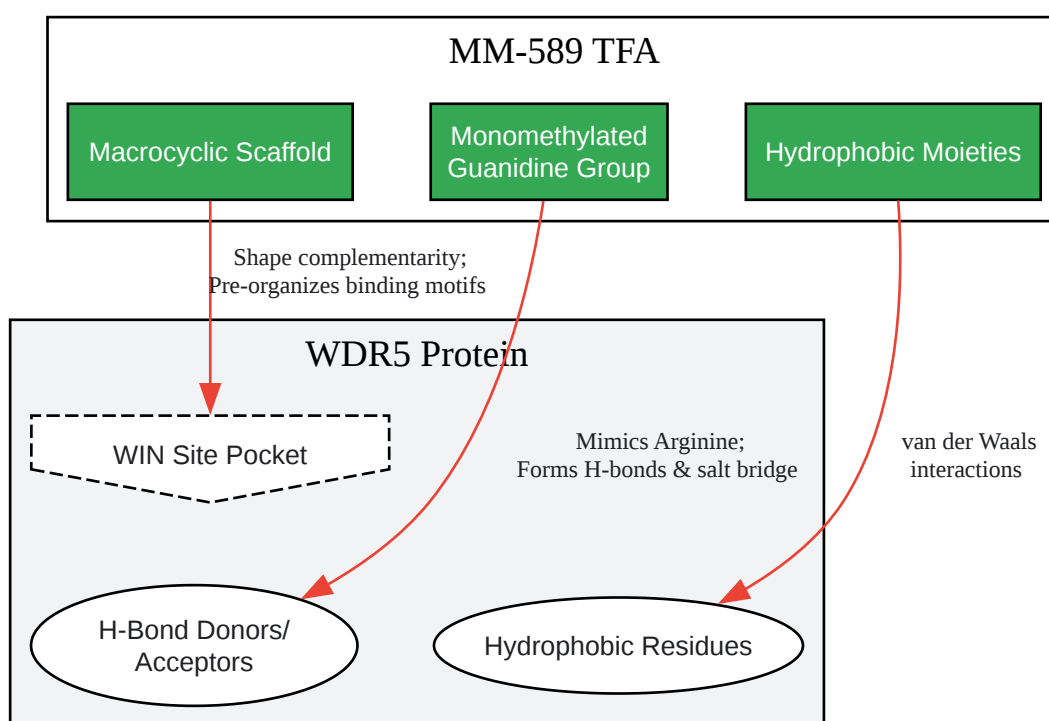 MM-589 TFA
Macrocyclic Scaffold
Monomethylated
Guanidine Group
Hydrophobic Moieties
Shape complementarity;
Pre-organizes binding motifs
WDR5 Protein
WIN Site Pocket
Mimics Arginine;
Forms H-bonds & salt bridge
van der Waals
interactions
H-Bond Donors/
Acceptors
Hydrophobic Residues